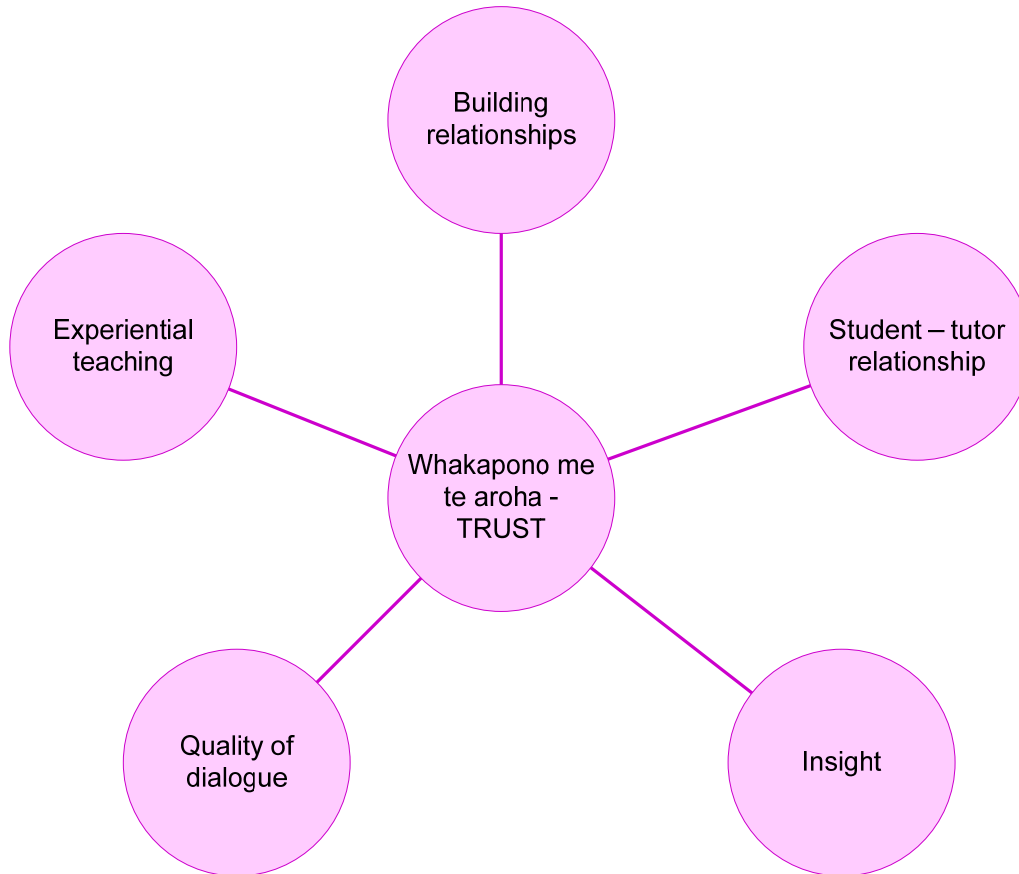 Building
relationships
Experiential
teaching
Student – tutor
relationship
Whakapono me
te aroha -
TRUST
Quality of
dialogue
Insight